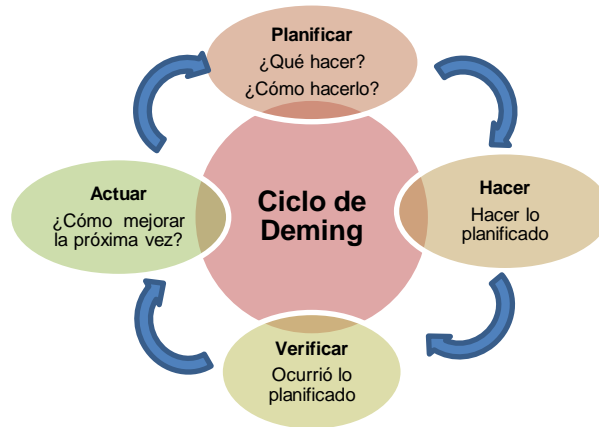 Planificar
¿Qué hacer?
¿Cómo hacerlo?
Actuar
¿Cómo mejorar
la próxima vez?
Ciclo de
Deming
Hacer
Hacer lo
planificado
Verificar
Ocurrió lo
planificado